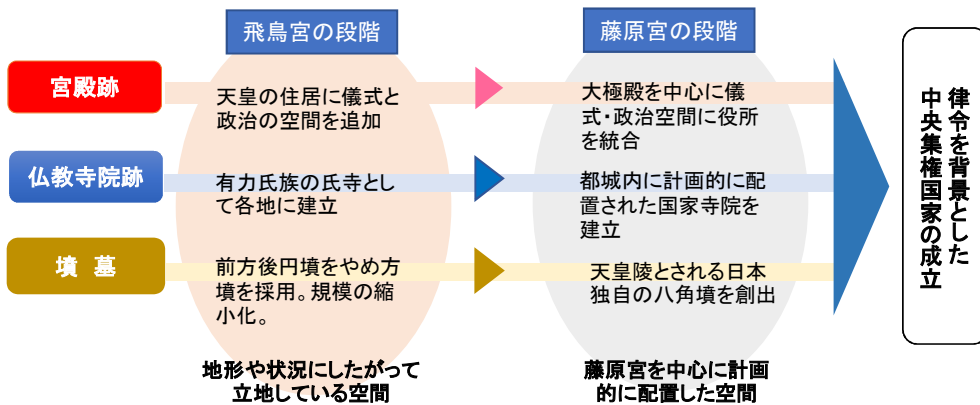 飛鳥宮の段階
藤原宮の段階
宮殿跡
天皇の住居に儀式と
政治の空間を追加
大極殿を中心に儀
式・政治空間に役所
を統合
仏教寺院跡
有力氏族の氏寺とし
て各地に建立
都城内に計画的に配
置された国家寺院を
建立
墳 墓
前方後円墳をやめ方
墳を採用。規模の縮
小化。
天皇陵とされる日本
独自の八角墳を創出
地形や状況にしたがって
立地している空間
藤原宮を中心に計画
的に配置した空間
律令を背景とした
中央集権国家の成立